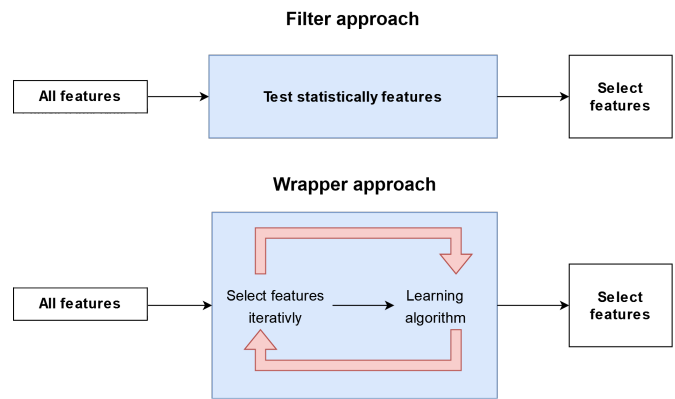 Filter approach
All features
Test statistically features
Select
features
Wrapper approach
All features
Select features
iterativly
Learning
algorithm
Select
features